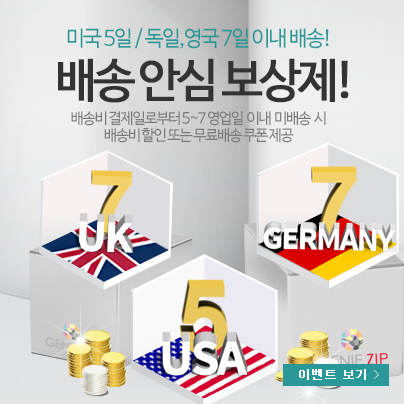 미국 5일 / 독일, 영국 7일 이내 배송!
배송 안심 보상제!
배송비 결제일로부터 5~7 영업일 이내 미배송 시
배송비 할인 또는 무료배송 쿠폰 제공
7
UK
7
GERMANY
5
USA
GENIE ZIP
이벤트 보기 >